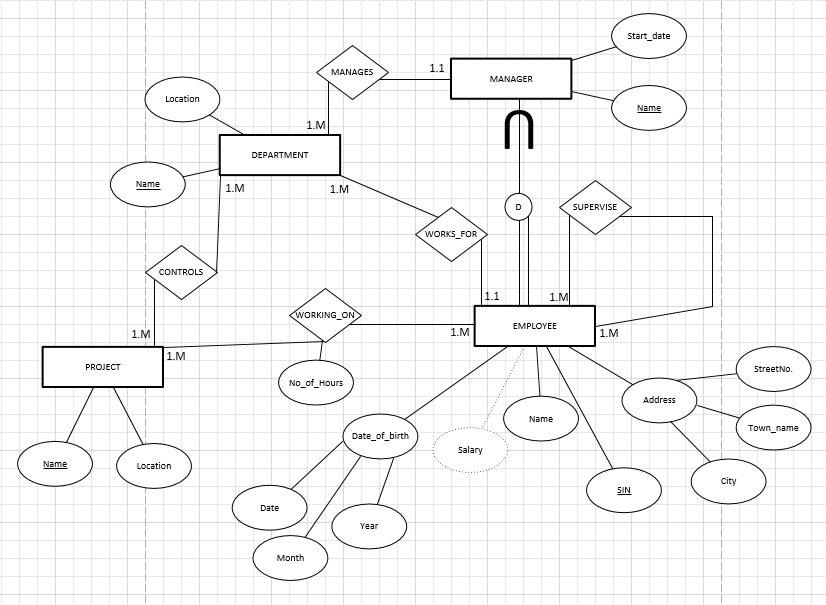 Start_date
MANAGES
1.1
MANAGER
Location
Name
1.M
DEPARTMENT
Name
1.M
1.M
D
SUPERVISE
WORKS_FOR
CONTROLS
1.1
1.M
WORKING_ON
EMPLOYEE
1.M
1.M
1.M
1.M
PROJECT
StreetNo.
No_of_Hours
Address
Name
Town_name
Date_of_birth
Salary
Name
Location
City
SIN
Date
Year
Month